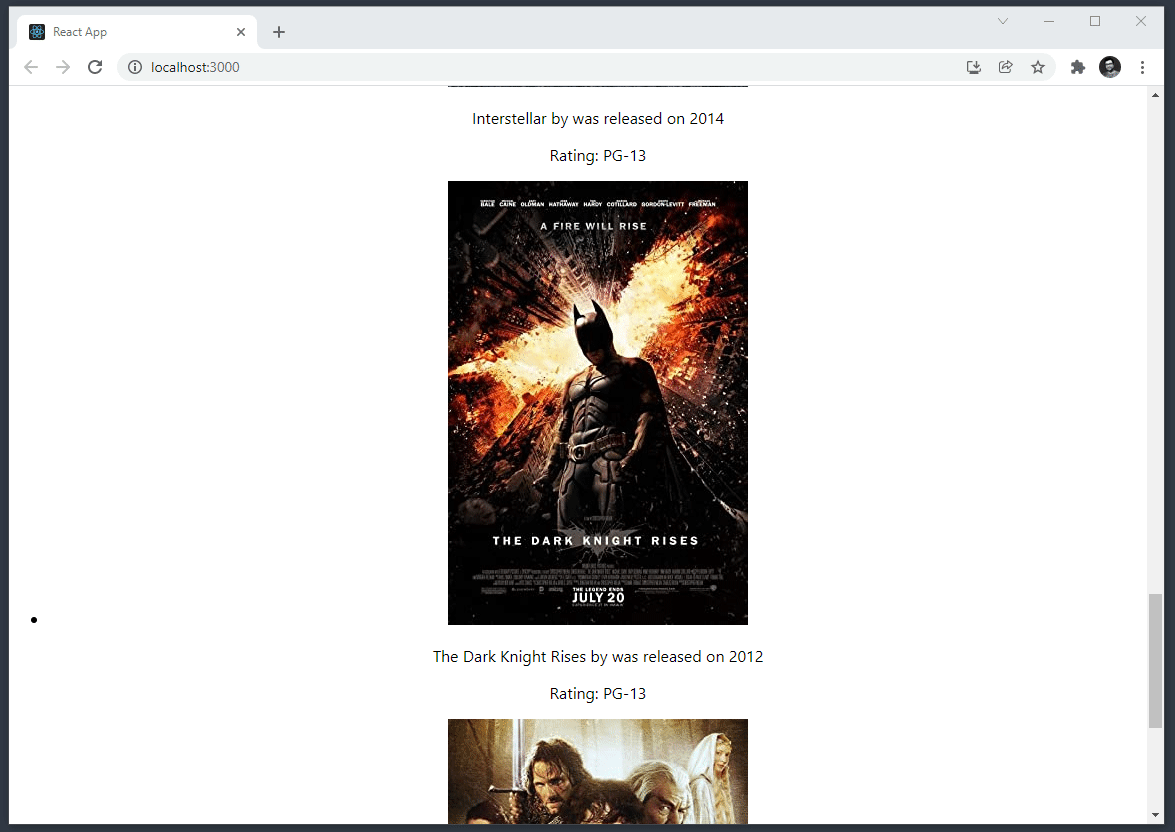 React App
localhost:3000
Interstellar by was released on 2014
Rating: PG-13
BALE CAINE OLDMAN HATHAWAY HARDY COTILLARD GORDON-LEVITT FREEMAN
A FIRE WILL RISE
THE DARK KNIGHT RISES
THE LEGEND ENDS
JULY 20
The Dark Knight Rises by was released on 2012
Rating: PG-13